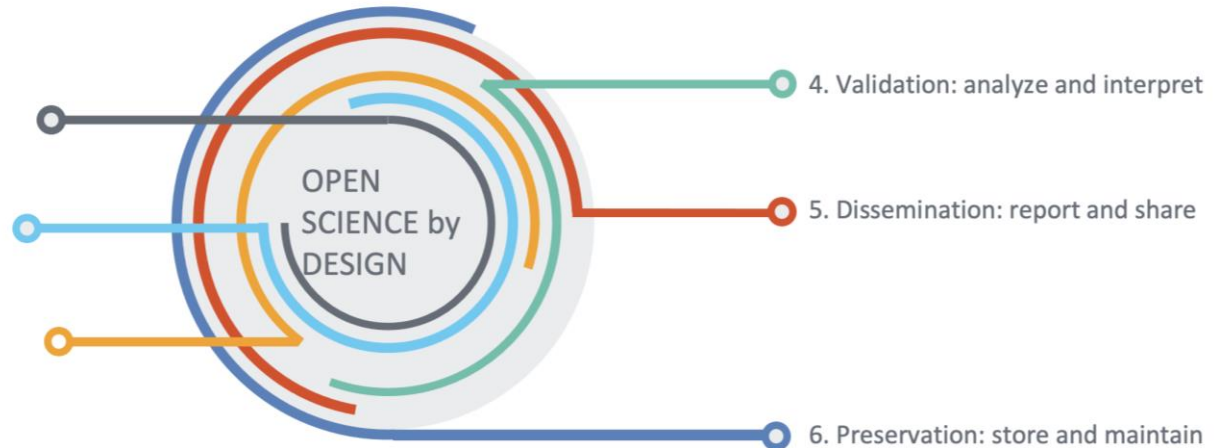 OPEN
SCIENCE by
DESIGN
4. Validation: analyze and interpret
5. Dissemination: report and share
6. Preservation: store and maintain